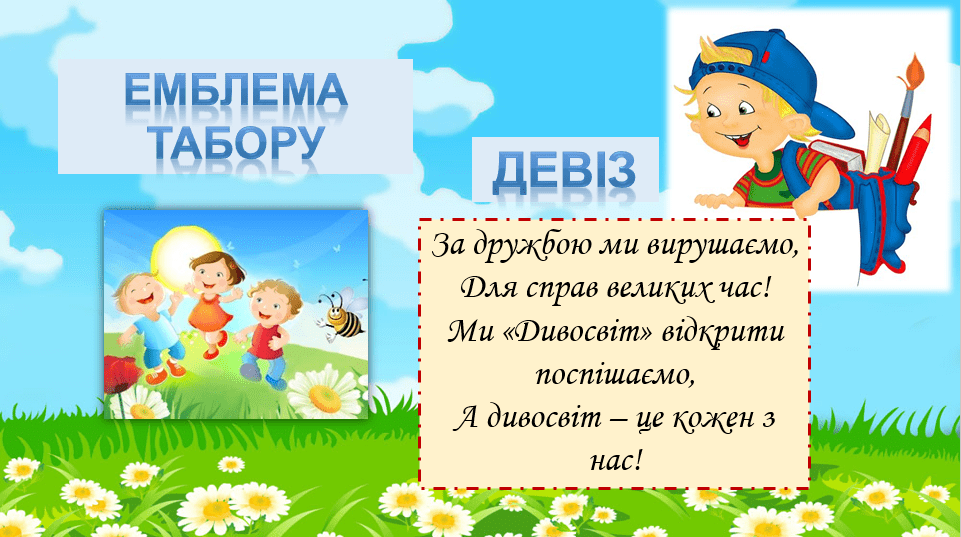 ЕМБЛЕМА
ТАБОРУ
ДЕВІЗ
За дружбою ми вирушаємо,
Для справ великих час!
Ми «Дивосвіт» відкрити
поспішаємо,
А дивосвіт – це кожен з
нас!